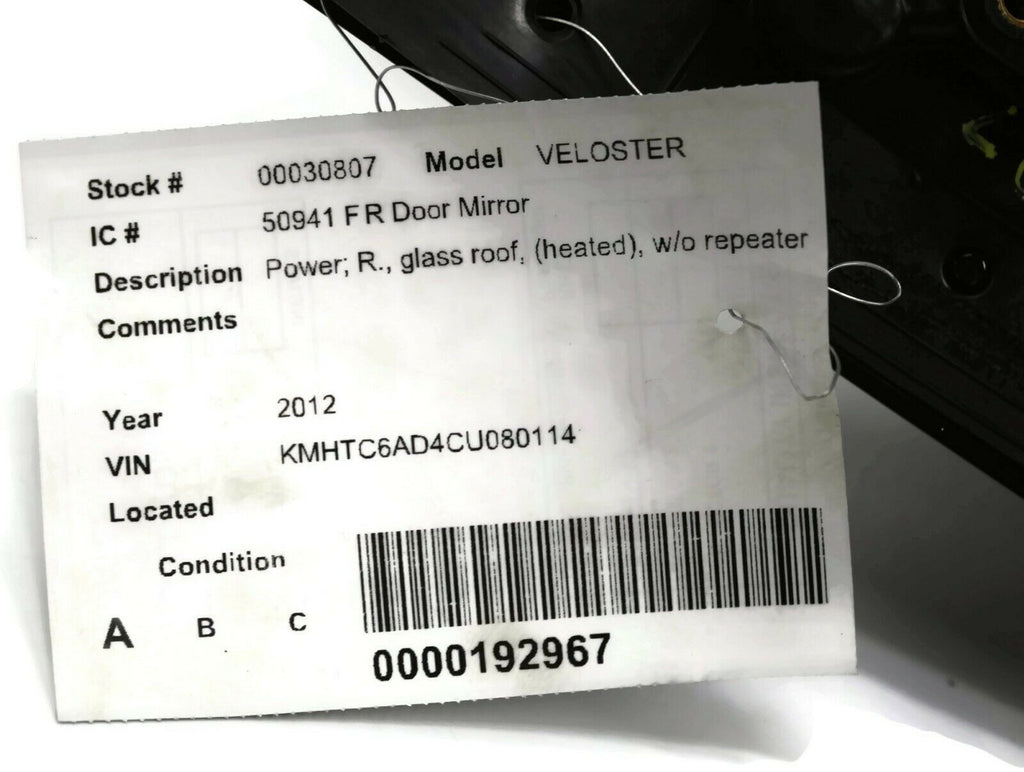 Stock # 00030807 Model VELOSTER
IC # 50941 FR Door Mirror
Description Power; R., glass roof, (heated), w/o repeater
Comments
Year 2012
VIN KMHTC6AD4CU080114
Located
Condition
A B C
0000192967